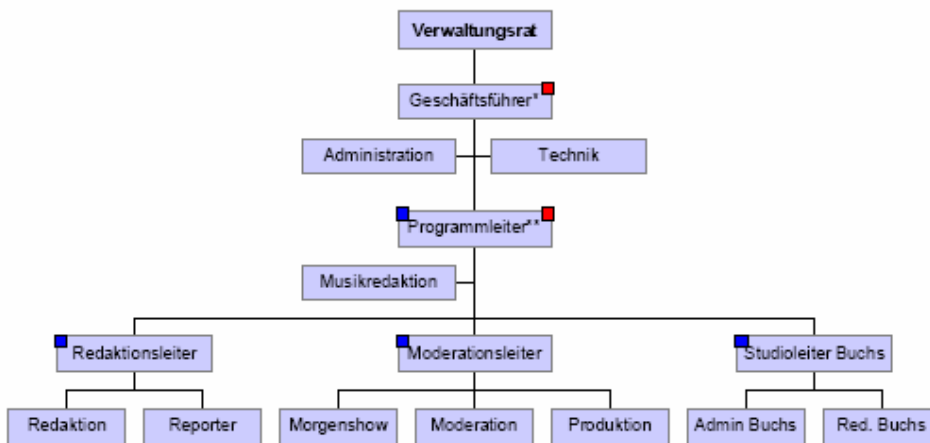 Verwaltungsrat
Geschäftsführer*
Administration
Technik
Programmleiter**
Musikredaktion
Redaktionsleiter
Moderationsleiter
Studioleiter Buchs
Redaktion
Reporter
Morgenshow
Moderation
Produktion
Admin Buchs
Red. Buchs